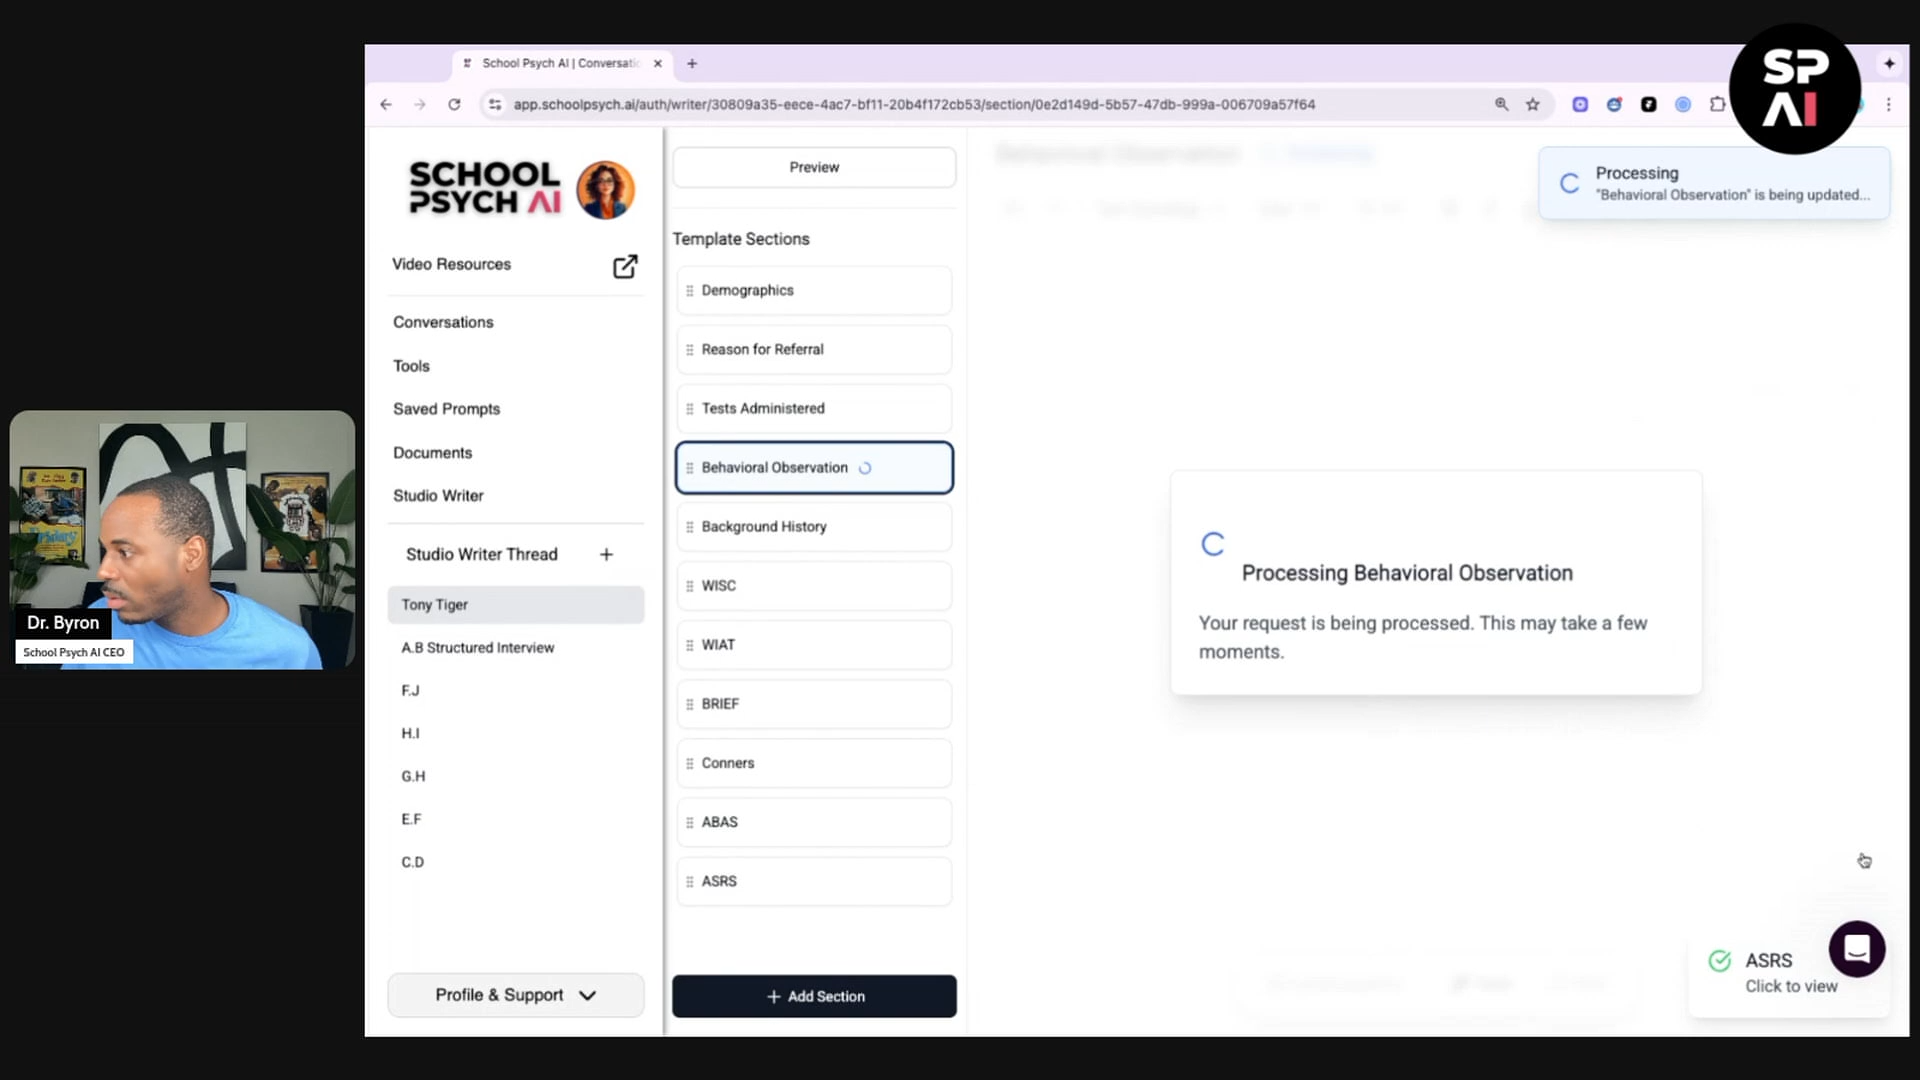 School Psych AI | Conversati
app.schoolpsych.ai/auth/writer/30809a35-eece-4ac7-bf11-20b4f172cb53/section/0e2d149d-5b57-47db-999a-006709a57f64
SP
AI
SCHOOL
PSYCH AI
Video Resources
Conversations
Tools
Saved Prompts
Documents
Studio Writer
Studio Writer Thread
Tony Tiger
A.B Structured Interview
F.J
H.I
G.H
E.F
C.D
Profile & Support
Preview
Template Sections
Demographics
Reason for Referral
Tests Administered
Behavioral Observation
Background History
WISC
WIAT
BRIEF
Conners
ABAS
ASRS
+ Add Section
Processing
"Behavioral Observation" is being updated...
Processing Behavioral Observation
Your request is being processed. This may take a few
moments.
ASRS
Click to view
Dr. Byron
School Psych AI CEO